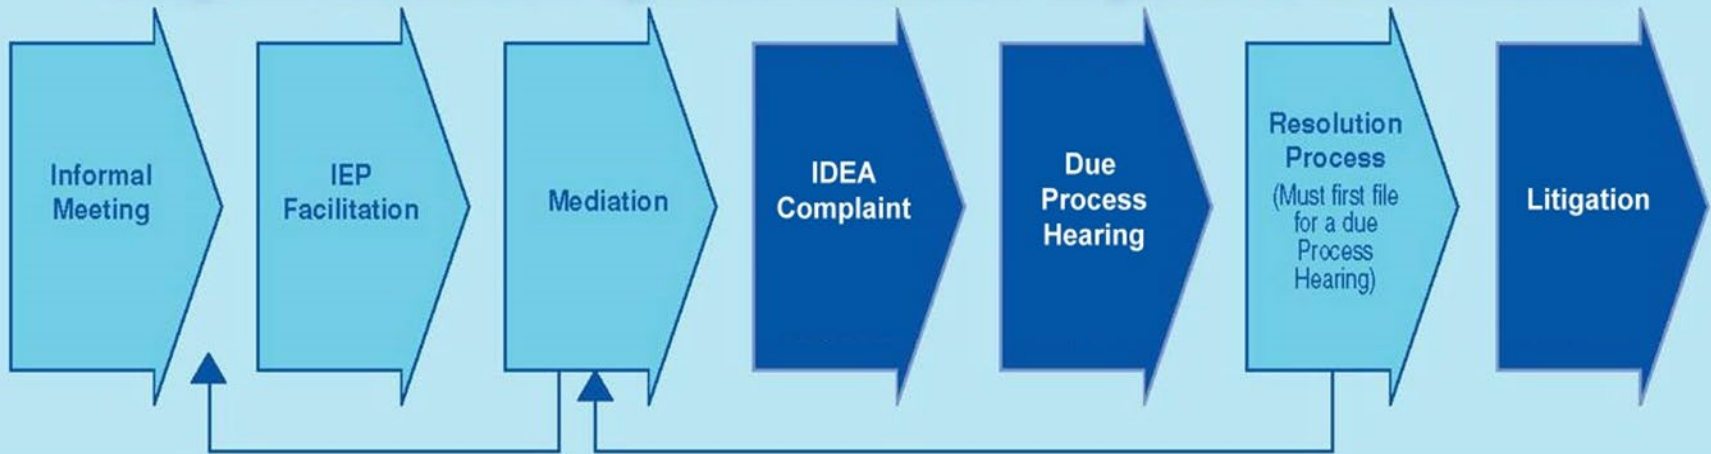 Informal
Meeting
IEP
Facilitation
Mediation
IDEA
Complaint
Due
Process
Hearing
Resolution
Process
(Must first file
for a due
Process
Hearing)
Litigation